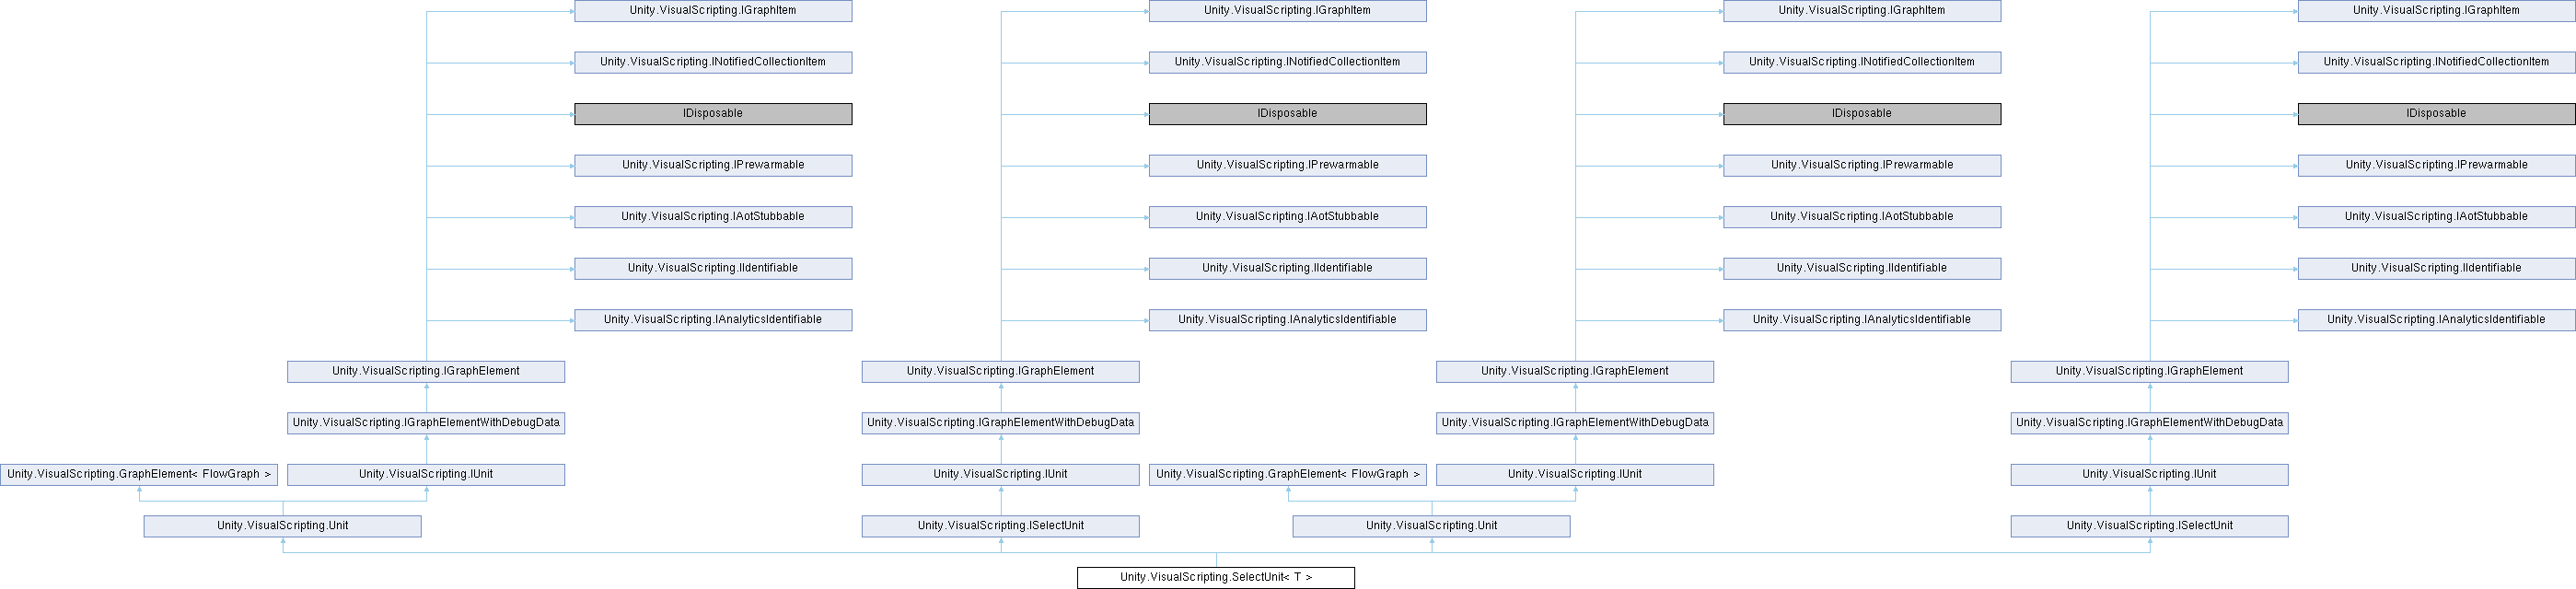 Unity.VisualScripting.IGraphItem Unity.VisualScripting.IGraphItem Unity.VisualScripting.IGraphItem Unity.VisualScripting.IGraphItem
Unity.VisualScripting.INotifiedCollectionItem Unity.VisualScripting.INotifiedCollectionItem Unity.VisualScripting.INotifiedCollectionItem Unity.VisualScripting.INotifiedCollectionItem
IDisposable IDisposable IDisposable IDisposable
Unity.VisualScripting.IPrewarmable Unity.VisualScripting.IPrewarmable Unity.VisualScripting.IPrewarmable Unity.VisualScripting.IPrewarmable
Unity.VisualScripting.IAotStubbable Unity.VisualScripting.IAotStubbable Unity.VisualScripting.IAotStubbable Unity.VisualScripting.IAotStubbable
Unity.VisualScripting.IIdentifiable Unity.VisualScripting.IIdentifiable Unity.VisualScripting.IIdentifiable Unity.VisualScripting.IIdentifiable
Unity.VisualScripting.IAnalyticsIdentifiable Unity.VisualScripting.IAnalyticsIdentifiable Unity.VisualScripting.IAnalyticsIdentifiable Unity.VisualScripting.IAnalyticsIdentifiable
Unity.VisualScripting.IGraphElement Unity.VisualScripting.IGraphElement Unity.VisualScripting.IGraphElement Unity.VisualScripting.IGraphElement
Unity.VisualScripting.IGraphElementWithDebugData Unity.VisualScripting.IGraphElementWithDebugData Unity.VisualScripting.IGraphElementWithDebugData Unity.VisualScripting.IGraphElementWithDebugData
Unity.VisualScripting.GraphElement< FlowGraph > Unity.VisualScripting.IUnit Unity.VisualScripting.IUnit Unity.VisualScripting.GraphElement< FlowGraph > Unity.VisualScripting.IUnit Unity.VisualScripting.IUnit
Unity.VisualScripting.Unit Unity.VisualScripting.ISelectUnit Unity.VisualScripting.Unit Unity.VisualScripting.ISelectUnit
Unity.VisualScripting.SelectUnit< T >